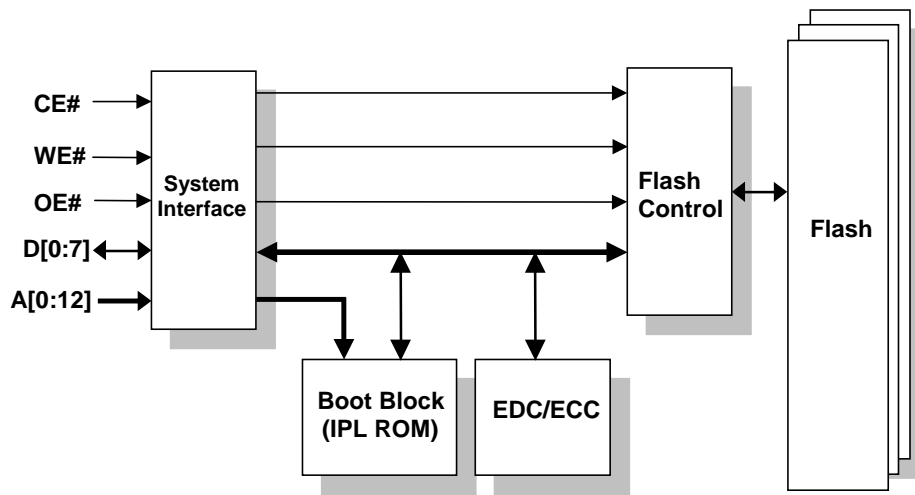 CE#
WE#
OE#
D[0:7]
A[0:12]
System
Interface
Flash
Control
Flash
Boot Block
(IPL ROM)
EDC/ECC